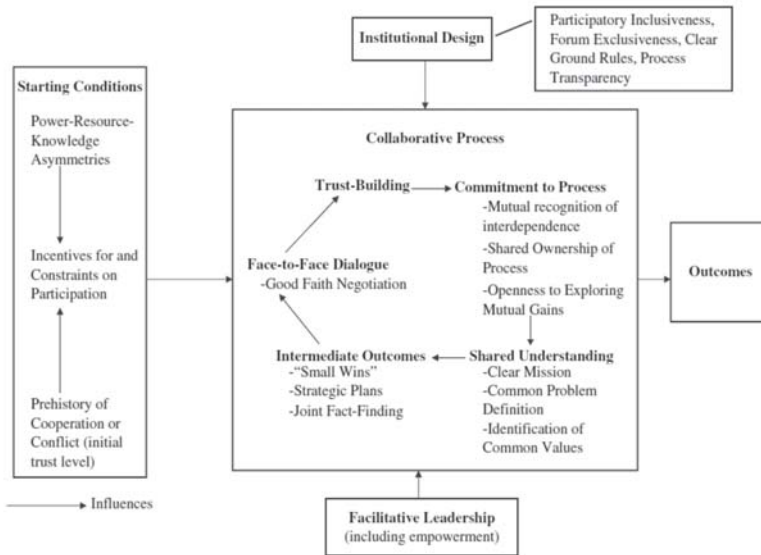 Institutional Design
Participatory Inclusiveness,
Forum Exclusiveness, Clear
Ground Rules, Process
Transparency
Starting Conditions
Power-Resource-
Knowledge
Asymmetries
Incentives for and
Constraints on
Participation
Prehistory of
Cooperation or
Conflict (initial
trust level)
Collaborative Process
Trust-Building
Commitment to Process
-Mutual recognition of
interdependence
-Shared Ownership of
Process
-Openness to Exploring
Mutual Gains
Face-to-Face Dialogue
-Good Faith Negotiation
Intermediate Outcomes
-“Small Wins”
-Strategic Plans
-Joint Fact-Finding
Shared Understanding
-Clear Mission
-Common Problem
Definition
-Identification of
Common Values
Outcomes
Influences
Facilitative Leadership
(including empowerment)